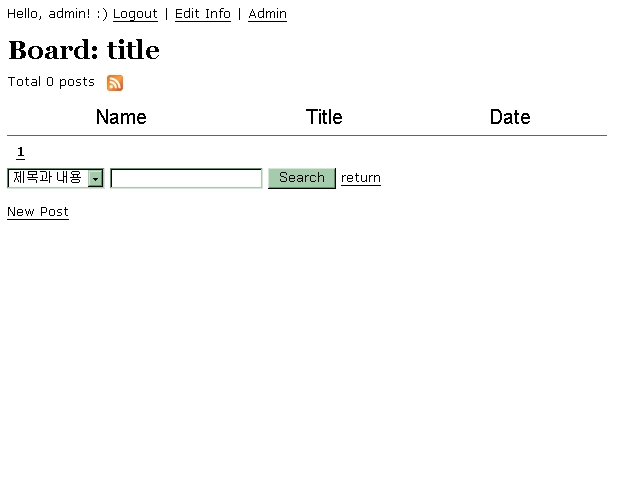 Hello, admin! :) Logout | Edit Info | Admin
Board: title
Total 0 posts
Name Title Date
1
제목과 내용 Search return
New Post